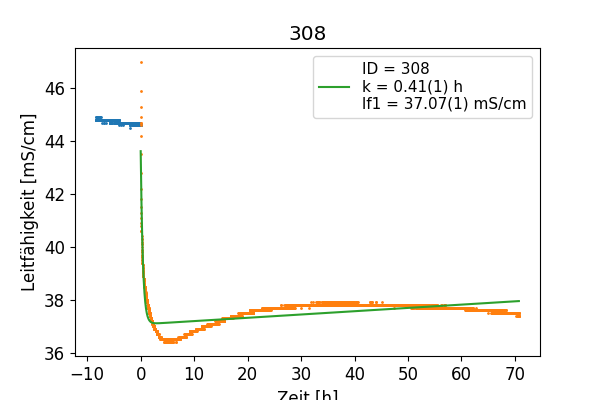 308
ID = 308
k = 0.41(1) h
lf1 = 37.07(1) mS/cm
Leitfähigkeit [mS/cm]
46
44
42
40
38
36
−10 0 10 20 30 40 50 60 70
Zeit [h]